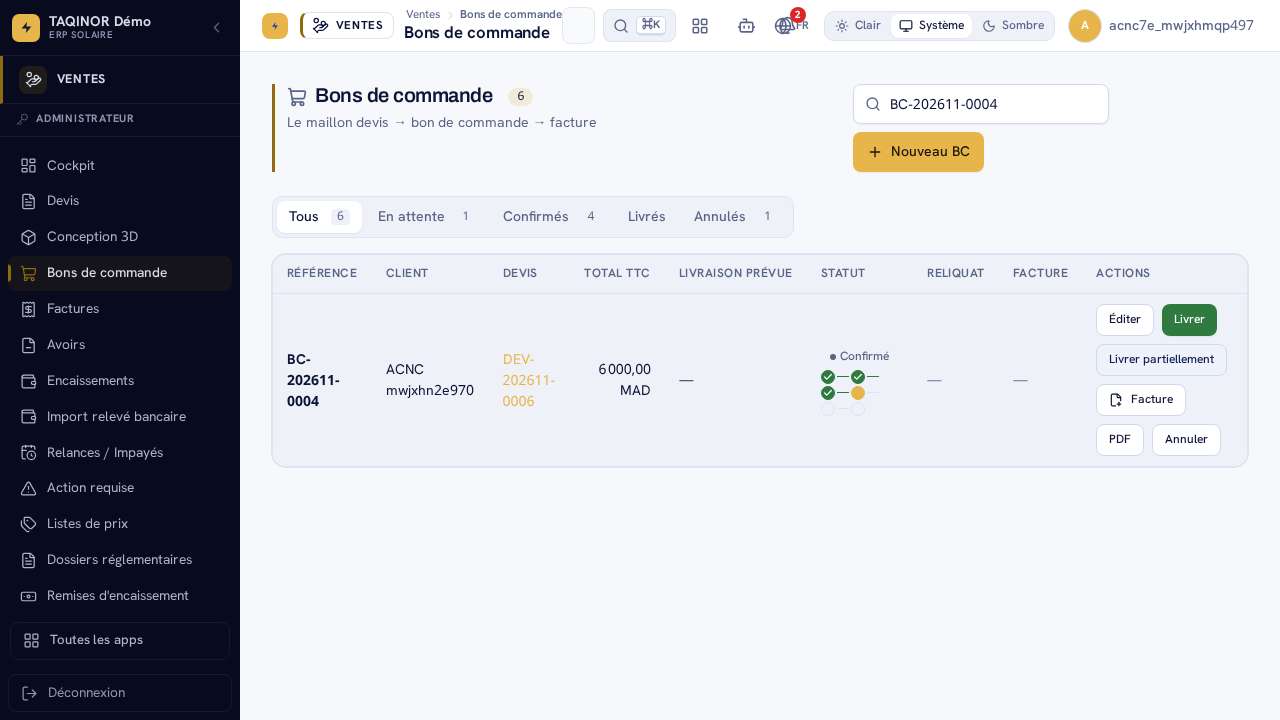 TAQINOR Démo
ERP SOLAIRE
VENTES
ADMINISTRATEUR
Cockpit
Devis
Conception 3D
Bons de commande
Factures
Avoirs
Encaissements
Import relevé bancaire
Relances / Impayés
Action requise
Listes de prix
Dossiers réglementaires
Remises d'encaissement
Toutes les apps
Déconnexion
VENTES
Ventes
Bons de commande
Bons de commande
⌘K
FR
2
Clair
Système
Sombre
A
acnc7e_mwjxhmqp497
Bons de commande 6
Le maillon devis → bon de commande → facture
BC-202611-0004
Nouveau BC
Tous 6 En attente 1 Confirmés 4 Livrés Annulés 1
RÉFÉRENCE CLIENT DEVIS TOTAL TTC LIVRAISON PRÉVUE STATUT RELIQUAT FACTURE ACTIONS
BC-
202611-
0004
ACNC
mwjxhn2e970
DEV-
202611-
0006
6 000,00
MAD
—
Confirmé
—
—
Éditer Livrer
Livrer partiellement
Facture
PDF Annuler